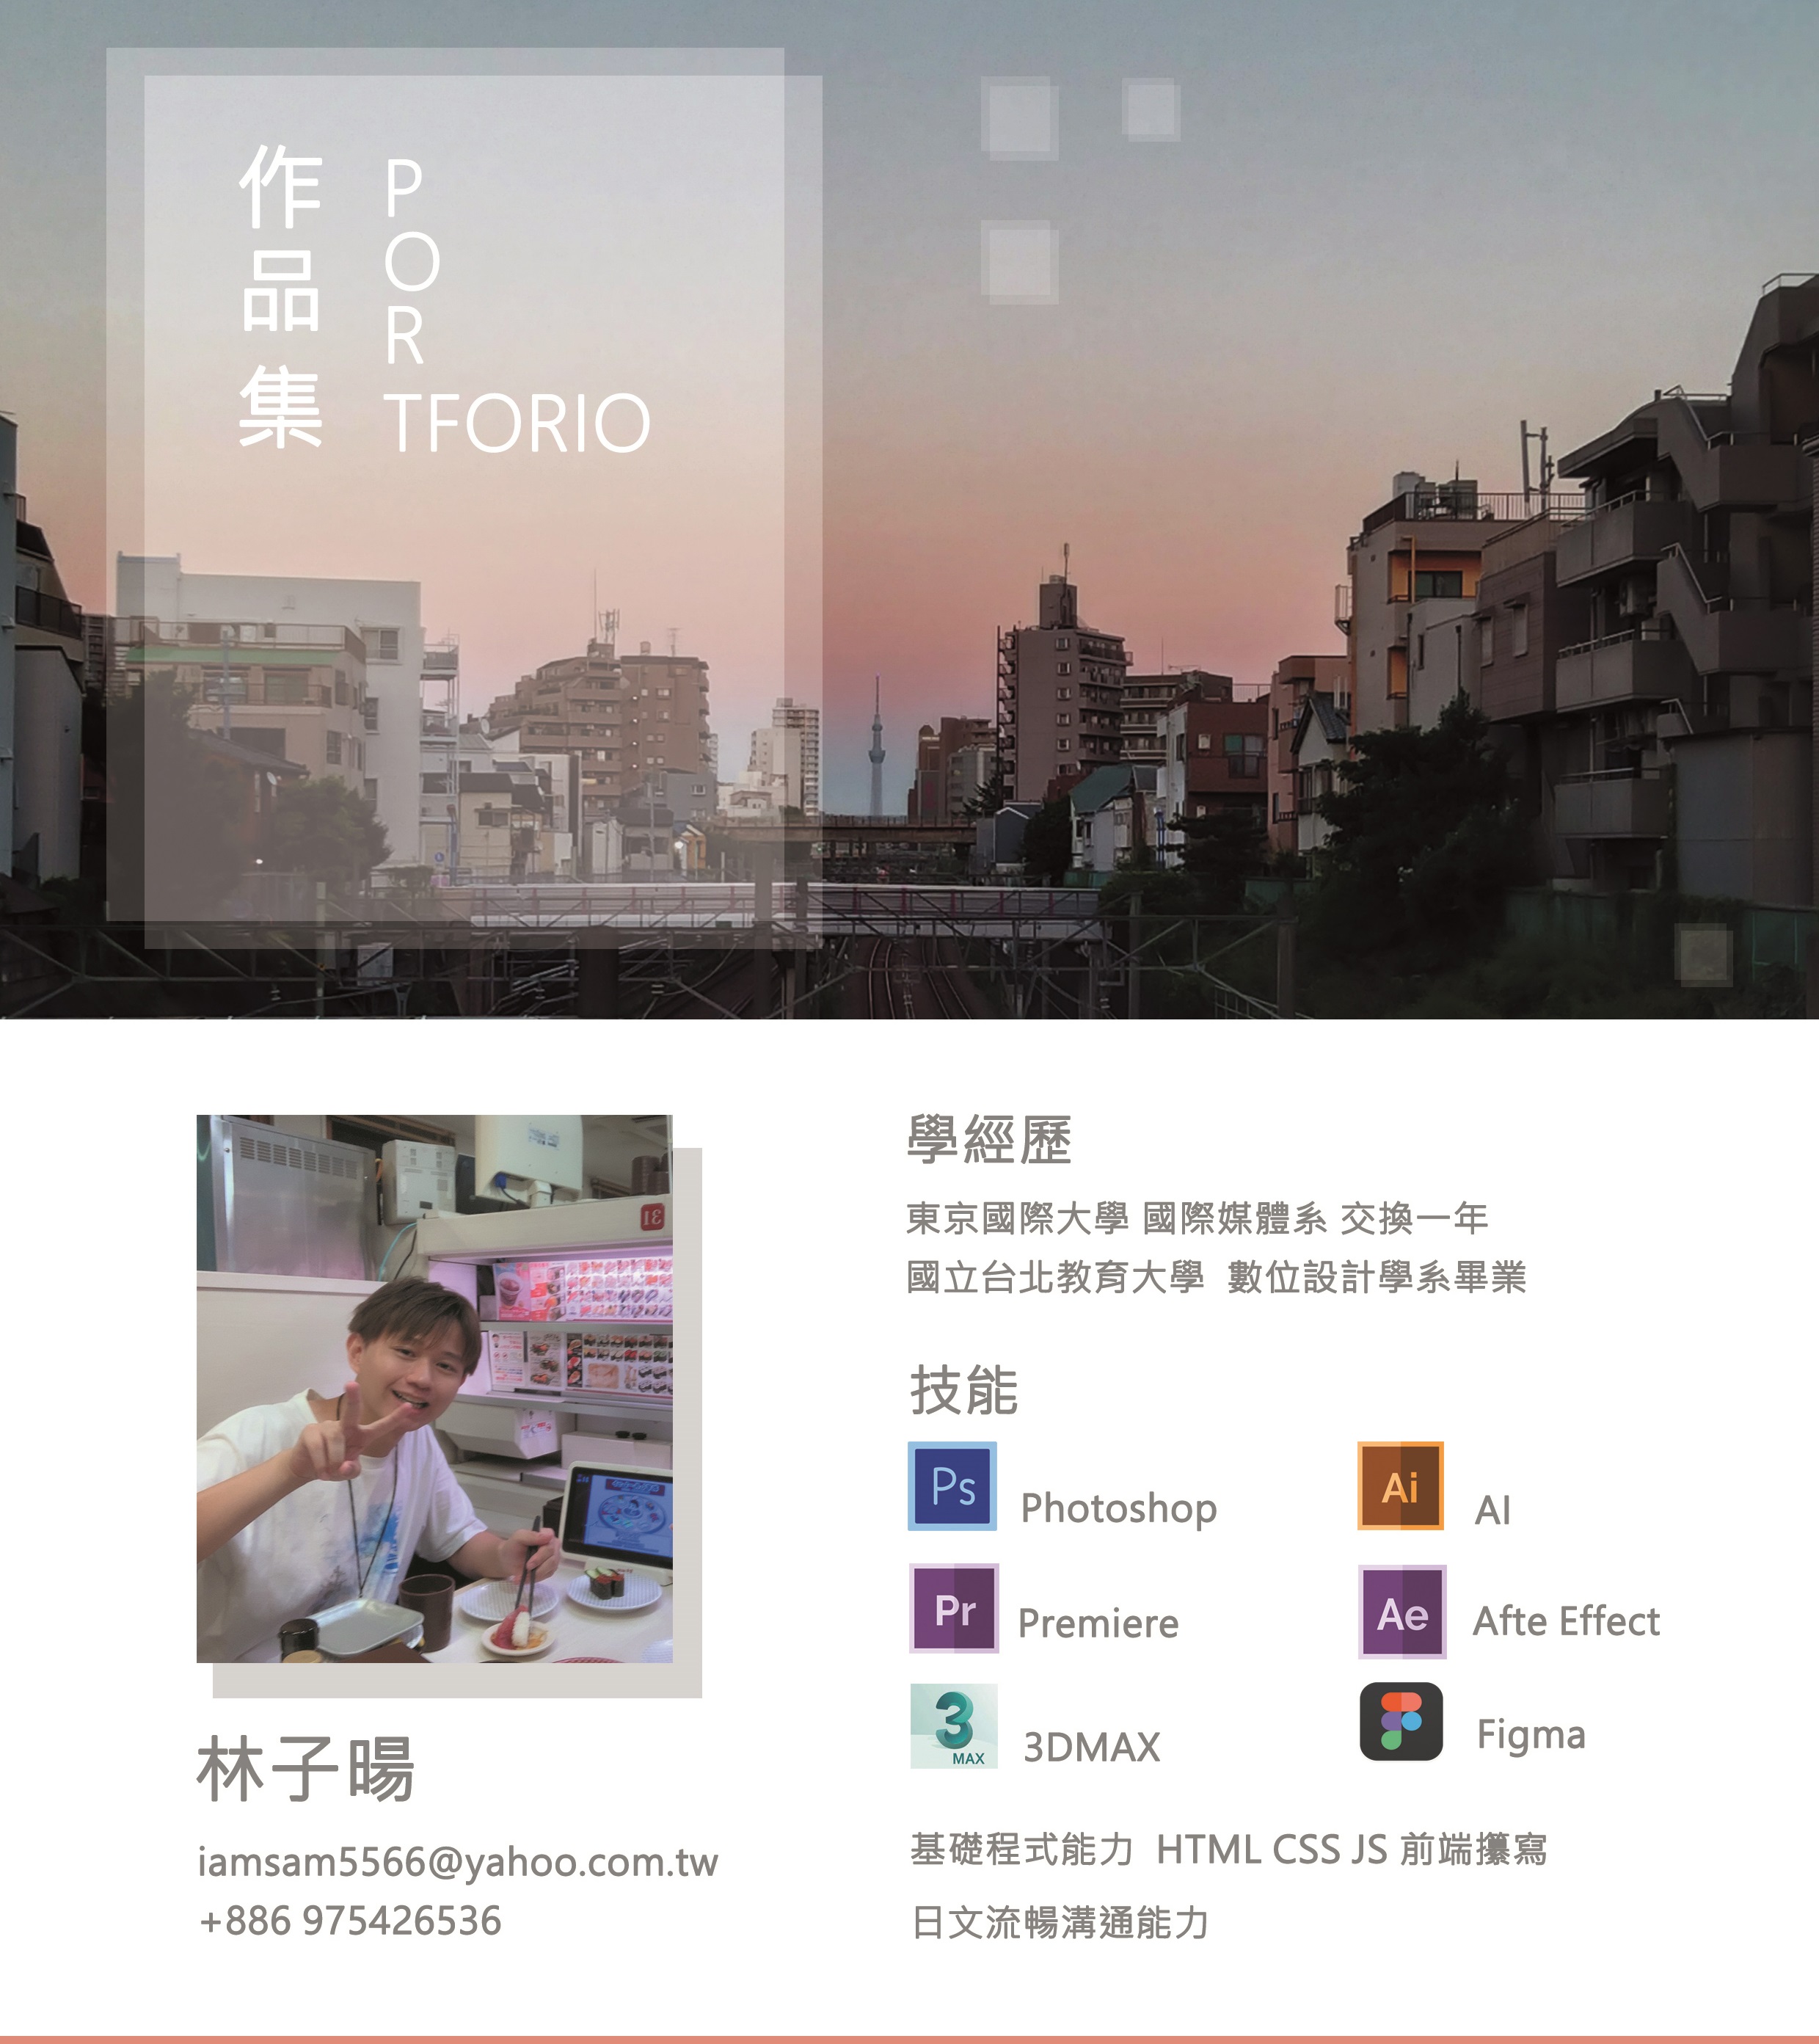 作品集
POR
TFORIO
學經歷
東京國際大學 國際媒體系 交換一年
國立台北教育大學 數位設計學系畢業
技能
Ps Photoshop
Ai AI
Pr Premiere
Ae Afte Effect
3 MAX 3DMAX
Figma
基礎程式能力 HTML CSS JS 前端攥寫
日文流暢溝通能力
林子暘
iamsam5566@yahoo.com.tw
+886 975426536